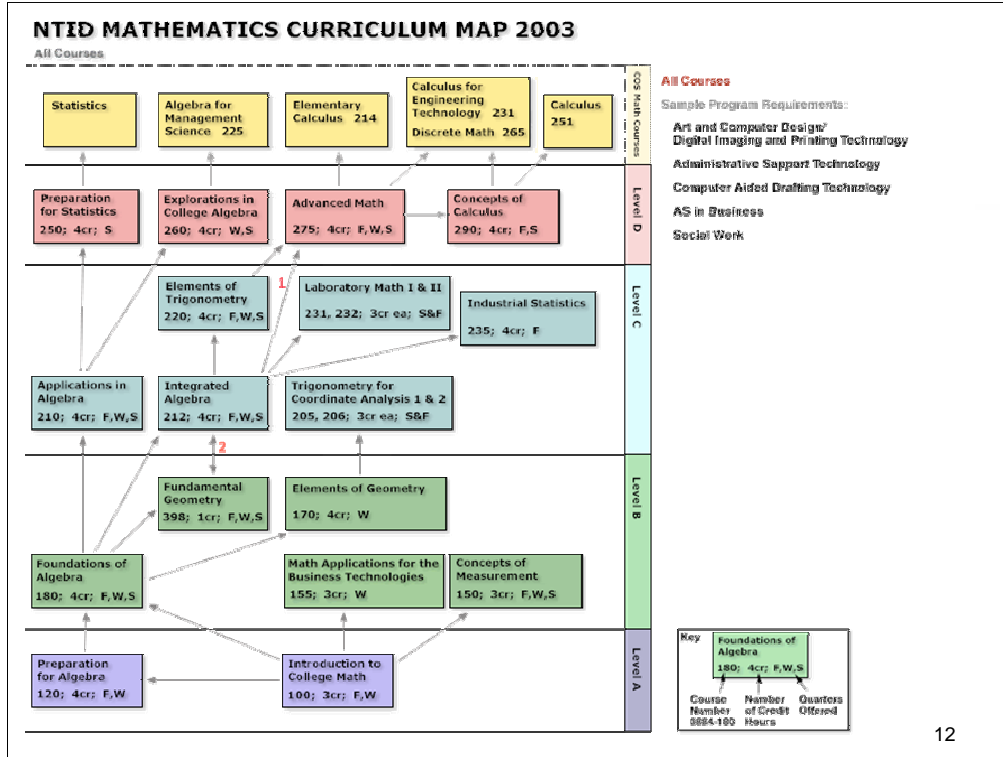 NTID MATHEMATICS CURRICULUM MAP 2003
All Courses
Statistics
Algebra for
Management
Science 225
Elementary
Calculus 214
Calculus for
Engineering
Technology 231
Discrete Math 265
Calculus
251
COS Math Courses
All Courses
Sample Program Requirements:
Art and Computer Design/
Digital Imaging and Printing Technology
Administrative Support Technology
Computer Aided Drafting Technology
AS in Business
Social Work
Preparation
for Statistics
250; 4cr; S
Explorations in
College Algebra
260; 4cr; W,S
Advanced Math
275; 4cr; F,W,S
Concepts of
Calculus
290; 4cr; F,S
Level D
Elements of
Trigonometry
220; 4cr; F,W,S
1
Laboratory Math I & II
231, 232; 3cr ea; S&F
Industrial Statistics
235; 4cr; F
Level C
Applications in
Algebra
210; 4cr; F,W,S
Integrated
Algebra
212; 4cr; F,W,S
Trigonometry for
Coordinate Analysis 1 & 2
205, 206; 3cr ea; S&F
2
Fundamental
Geometry
398; 1cr; F,W,S
Elements of Geometry
170; 4cr; W
Level B
Foundations of
Algebra
180; 4cr; F,W,S
Math Applications for the
Business Technologies
155; 3cr; W
Concepts of
Measurement
150; 3cr; F,W,S
Preparation
for Algebra
120; 4cr; F,W
Introduction to
College Math
100; 3cr; F,W
Level A
Key
Foundations of
Algebra
180; 4cr; F,W,S
Course
Number
0884-180
Number
of Credit
Hours
Quarters
Offered
12